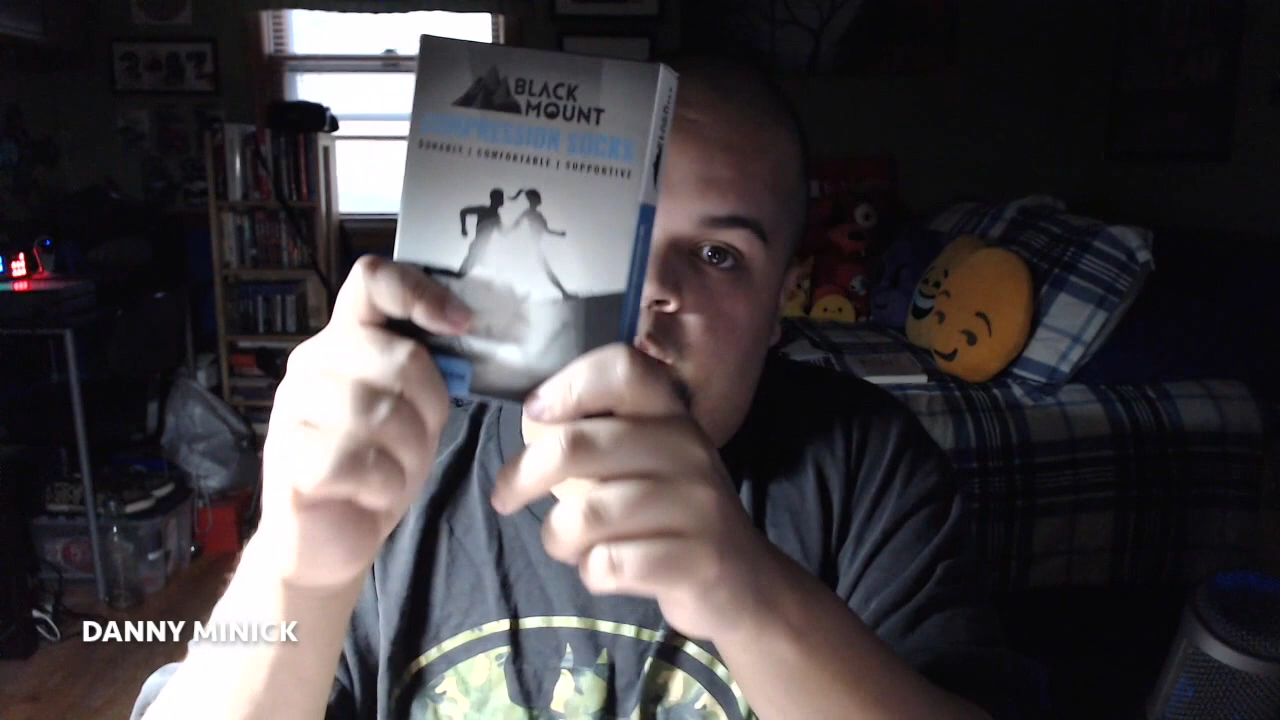 BLACK
MOUNT
COMPRESSION SOCKS
DURABLE | COMFORTABLE | SUPPORTIVE
DANNY MINICK